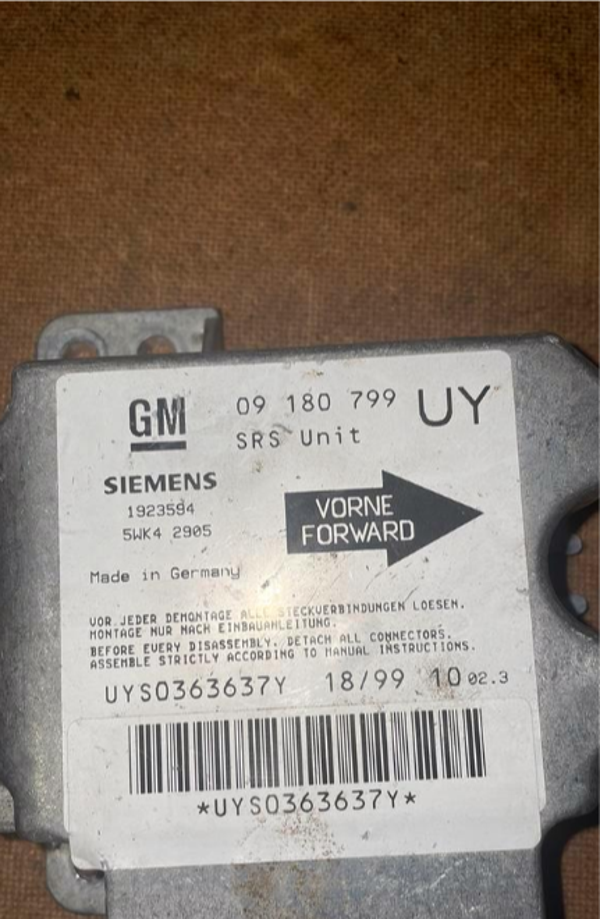 GM 09 180 799 UY
SRS Unit
SIEMENS
1923594
5WK4 2905
VORNE
FORWARD
Made in Germany
VOR JEDER DEMONTAGE ALLE STECKVERBINDUNGEN LOESEN.
MONTAGE NUR NACH EINBAUANLEITUNG.
BEFORE EVERY DISASSEMBLY. DETACH ALL CONNECTORS.
ASSEMBLE STRICTLY ACCORDING TO MANUAL INSTRUCTIONS.
UYS0363637Y 18/99 10 02.3
*UYS0363637Y*